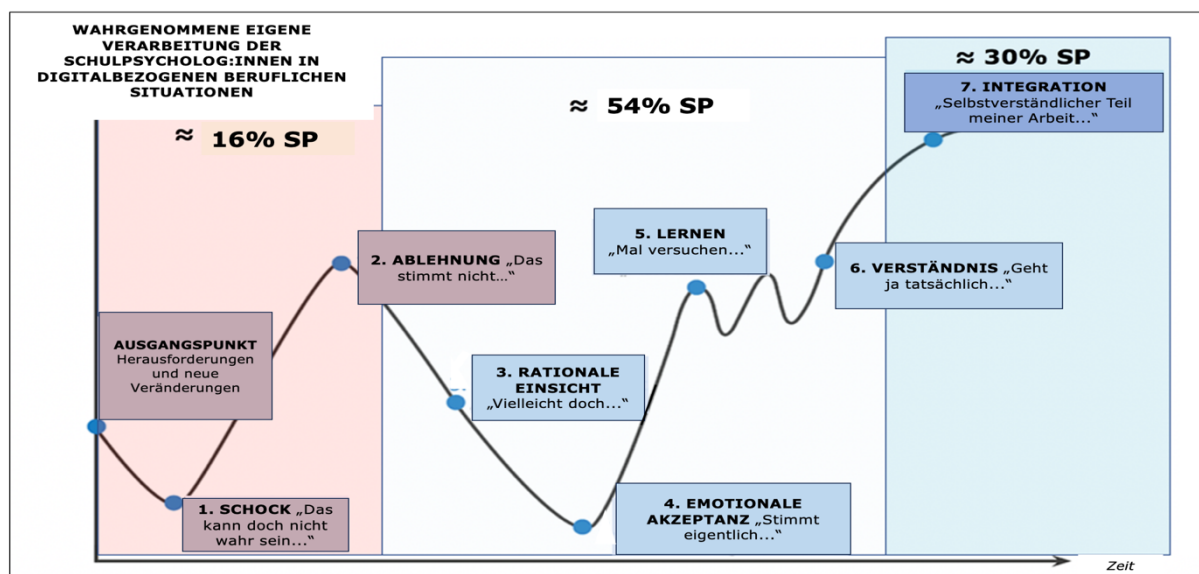 WAHRGENOMMENE EIGENE
VERARBEITUNG DER
SCHULPSYCHOLOG:INNEN IN
DIGITALBEZOGENEN BERUFLICHEN
SITUATIONEN
≈ 16% SP
≈ 54% SP
≈ 30% SP
7. INTEGRATION
„Selbstverständlicher Teil
meiner Arbeit...“
2. ABLEHNUNG „Das
stimmt nicht…“
5. LERNEN
„Mal versuchen...“
6. VERSTÄNDNIS „Geht
ja tatsächlich...“
AUSGANGSPUNKT
Herausforderungen
und neue
Veränderungen
3. RATIONALE
EINSICHT
„Vielleicht doch...“
1. SCHOCK „Das
kann doch nicht
wahr sein...“
4. EMOTIONALE
AKZEPTANZ „Stimmt
eigentlich...“
Zeit